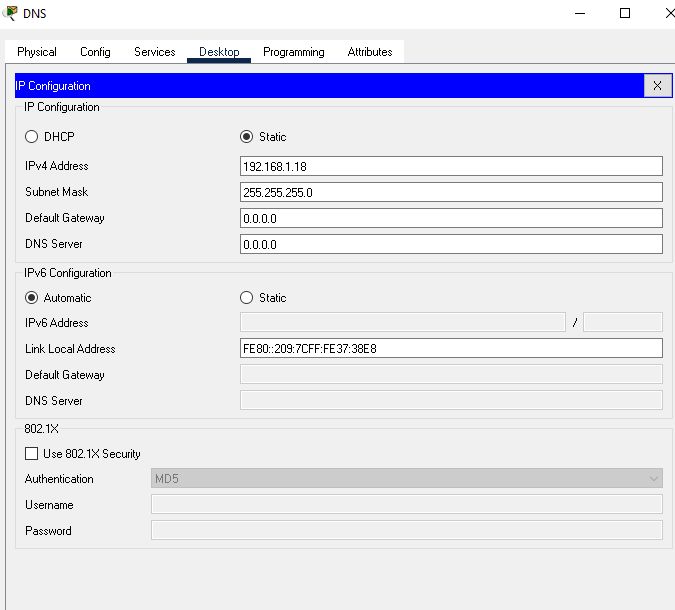 DNS
Physical Config Services Desktop Programming Attributes
IP Configuration X
IP Configuration
DHCP Static
IPv4 Address 192.168.1.18
Subnet Mask 255.255.255.0
Default Gateway 0.0.0.0
DNS Server 0.0.0.0
IPv6 Configuration
Automatic Static
IPv6 Address /
Link Local Address FE80::209:7CFF:FE37:38E8
Default Gateway
DNS Server
802.1X
Use 802.1X Security
Authentication MD5
Username
Password